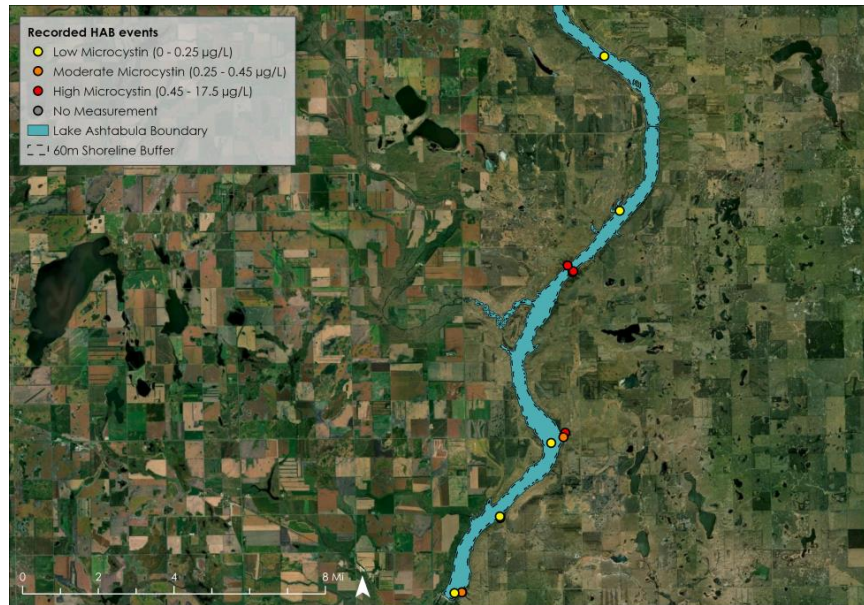 Recorded HAB events
Low Microcystin (0 - 0.25 µg/L)
Moderate Microcystin (0.25 - 0.45 µg/L)
High Microcystin (0.45 - 17.5 µg/L)
No Measurement
Lake Ashtabula Boundary
60m Shoreline Buffer
0 2 4 8 Mi